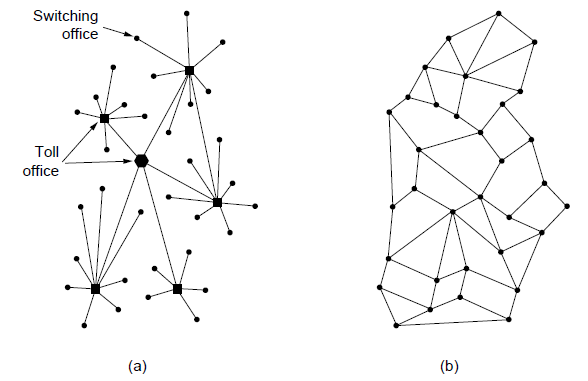 Switching
office
Toll
office
(a)
(b)